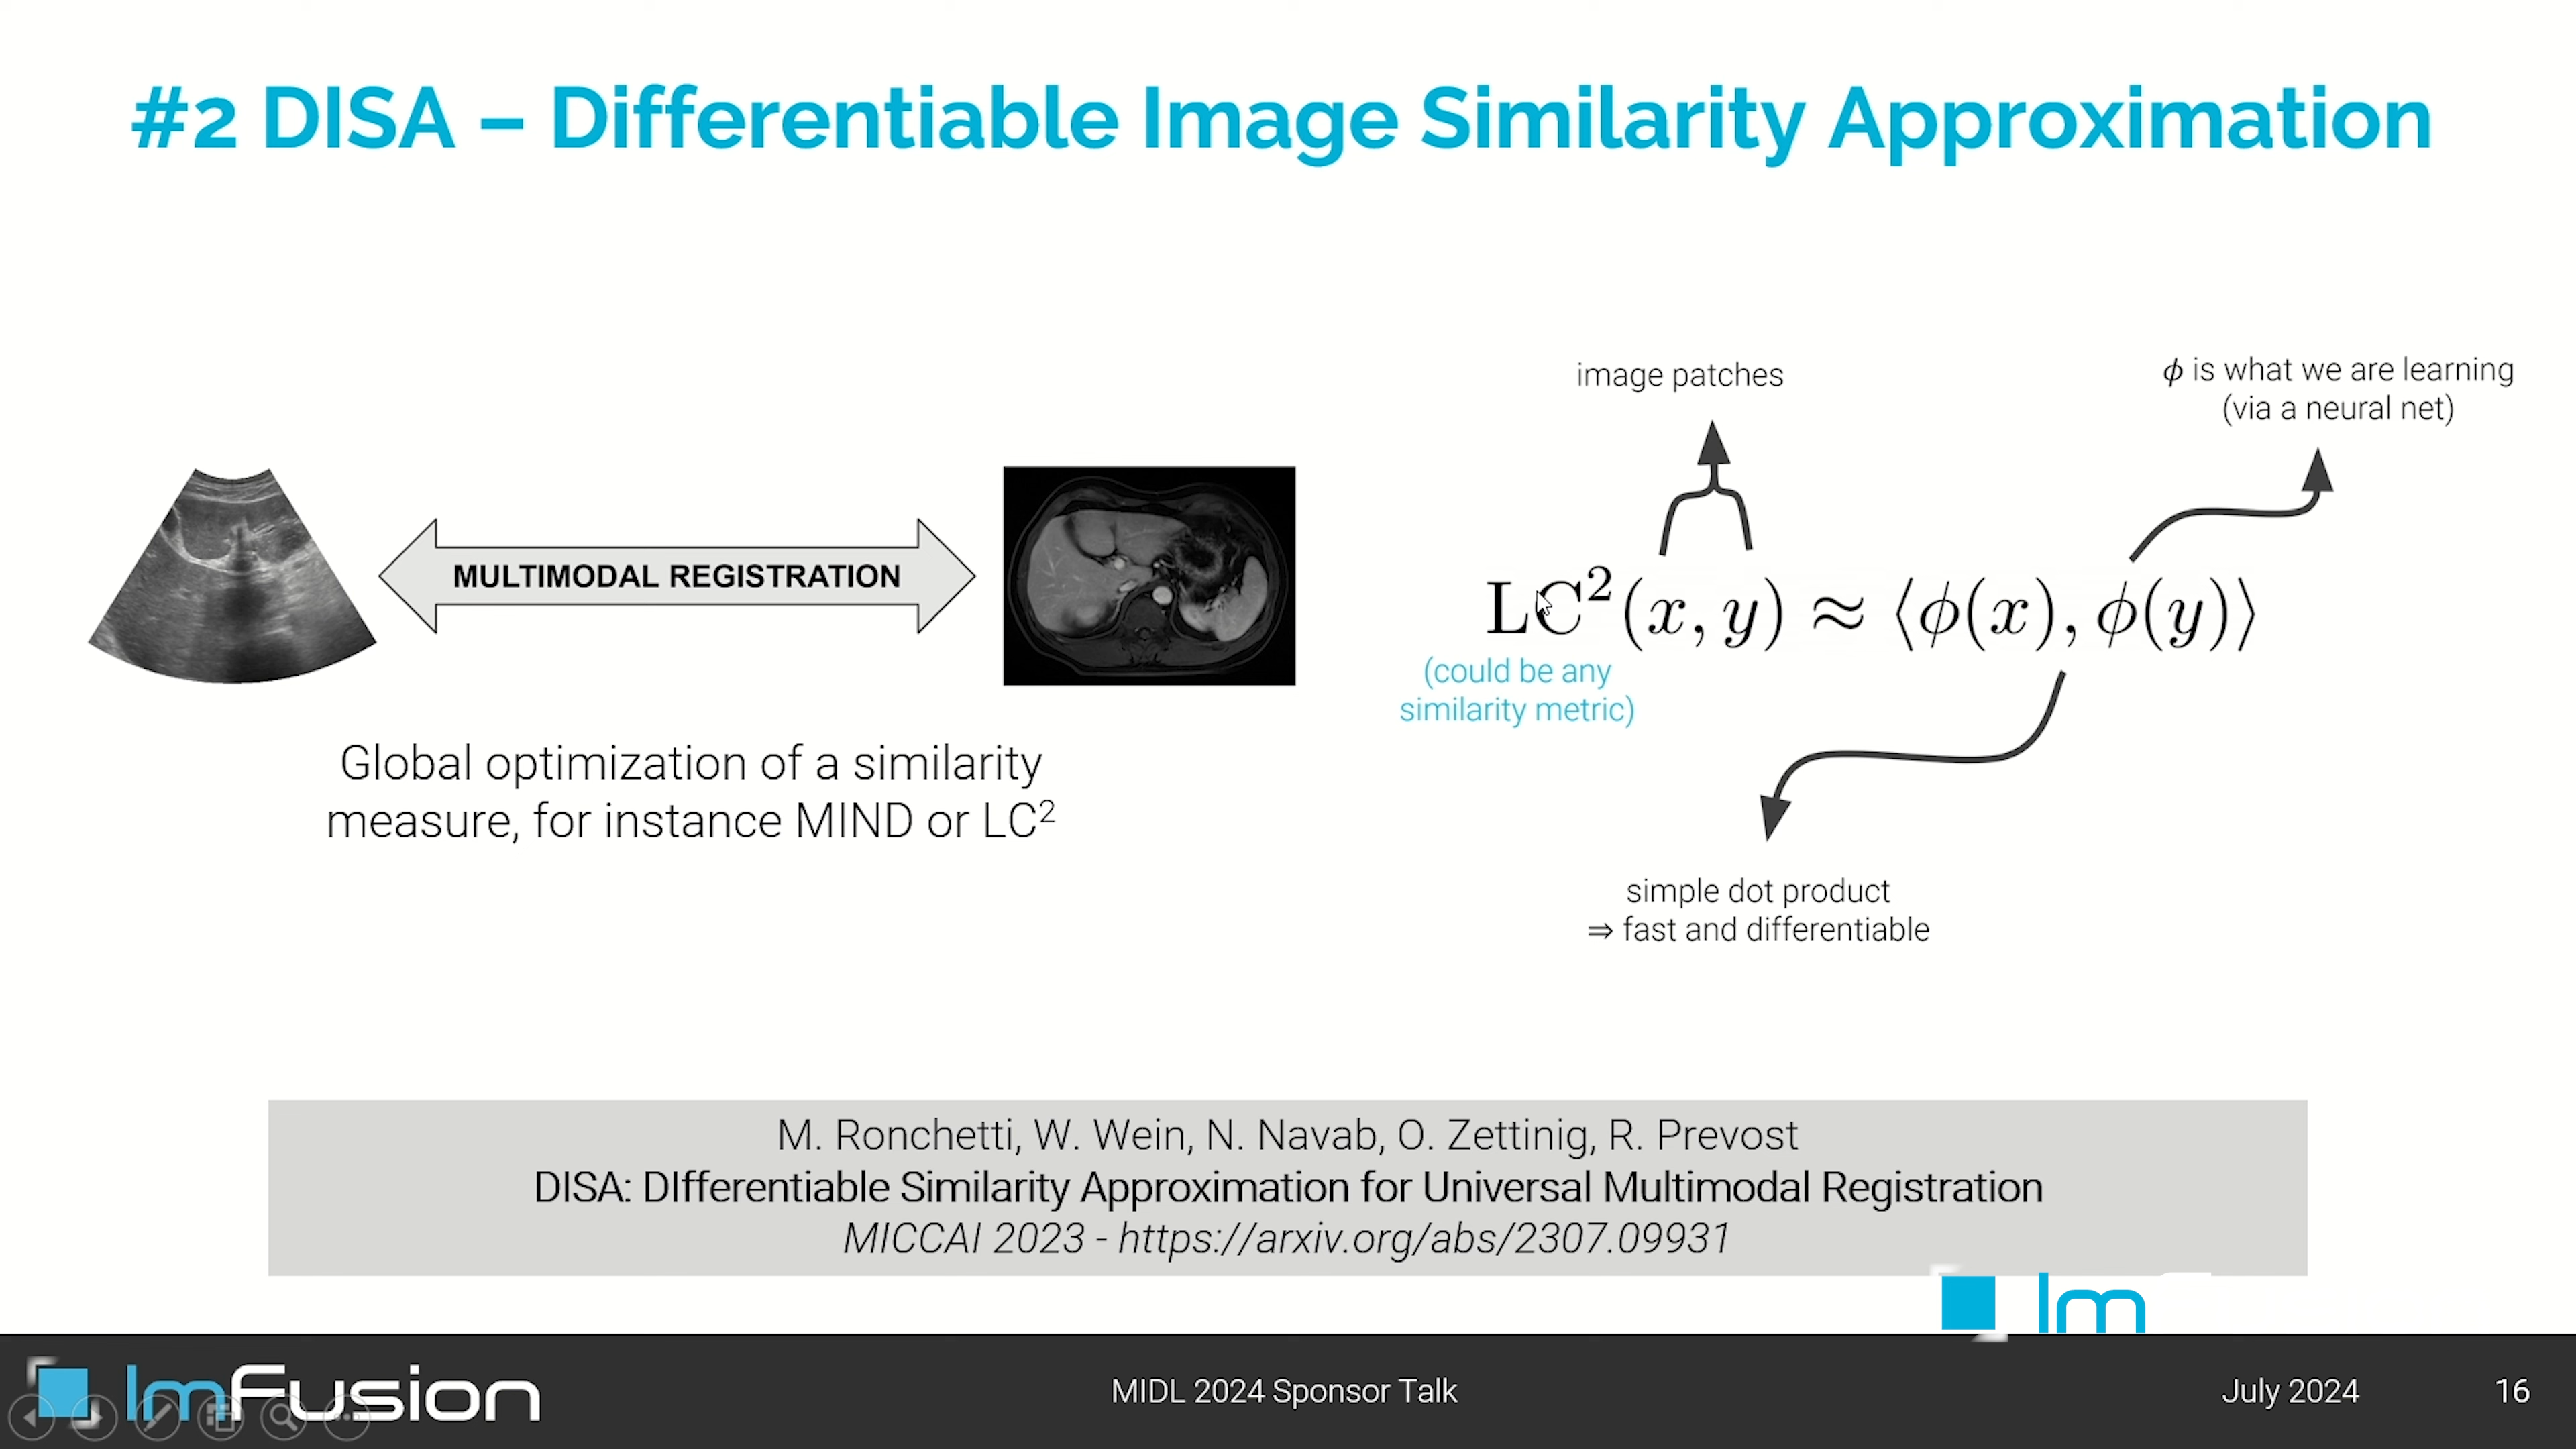 #2 DISA – Differentiable Image Similarity Approximation
MULTIMODAL REGISTRATION
Global optimization of a similarity
measure, for instance MIND or LC²
image patches
ϕ is what we are learning
(via a neural net)
LC²(x, y) ≈ ⟨ϕ(x), ϕ(y)⟩
(could be any
similarity metric)
simple dot product
⇒ fast and differentiable
M. Ronchetti, W. Wein, N. Navab, O. Zettinig, R. Prevost
DISA: DIfferentiable Similarity Approximation for Universal Multimodal Registration
MICCAI 2023 - https://arxiv.org/abs/2307.09931
Im
ImFusion
MIDL 2024 Sponsor Talk
July 2024
16